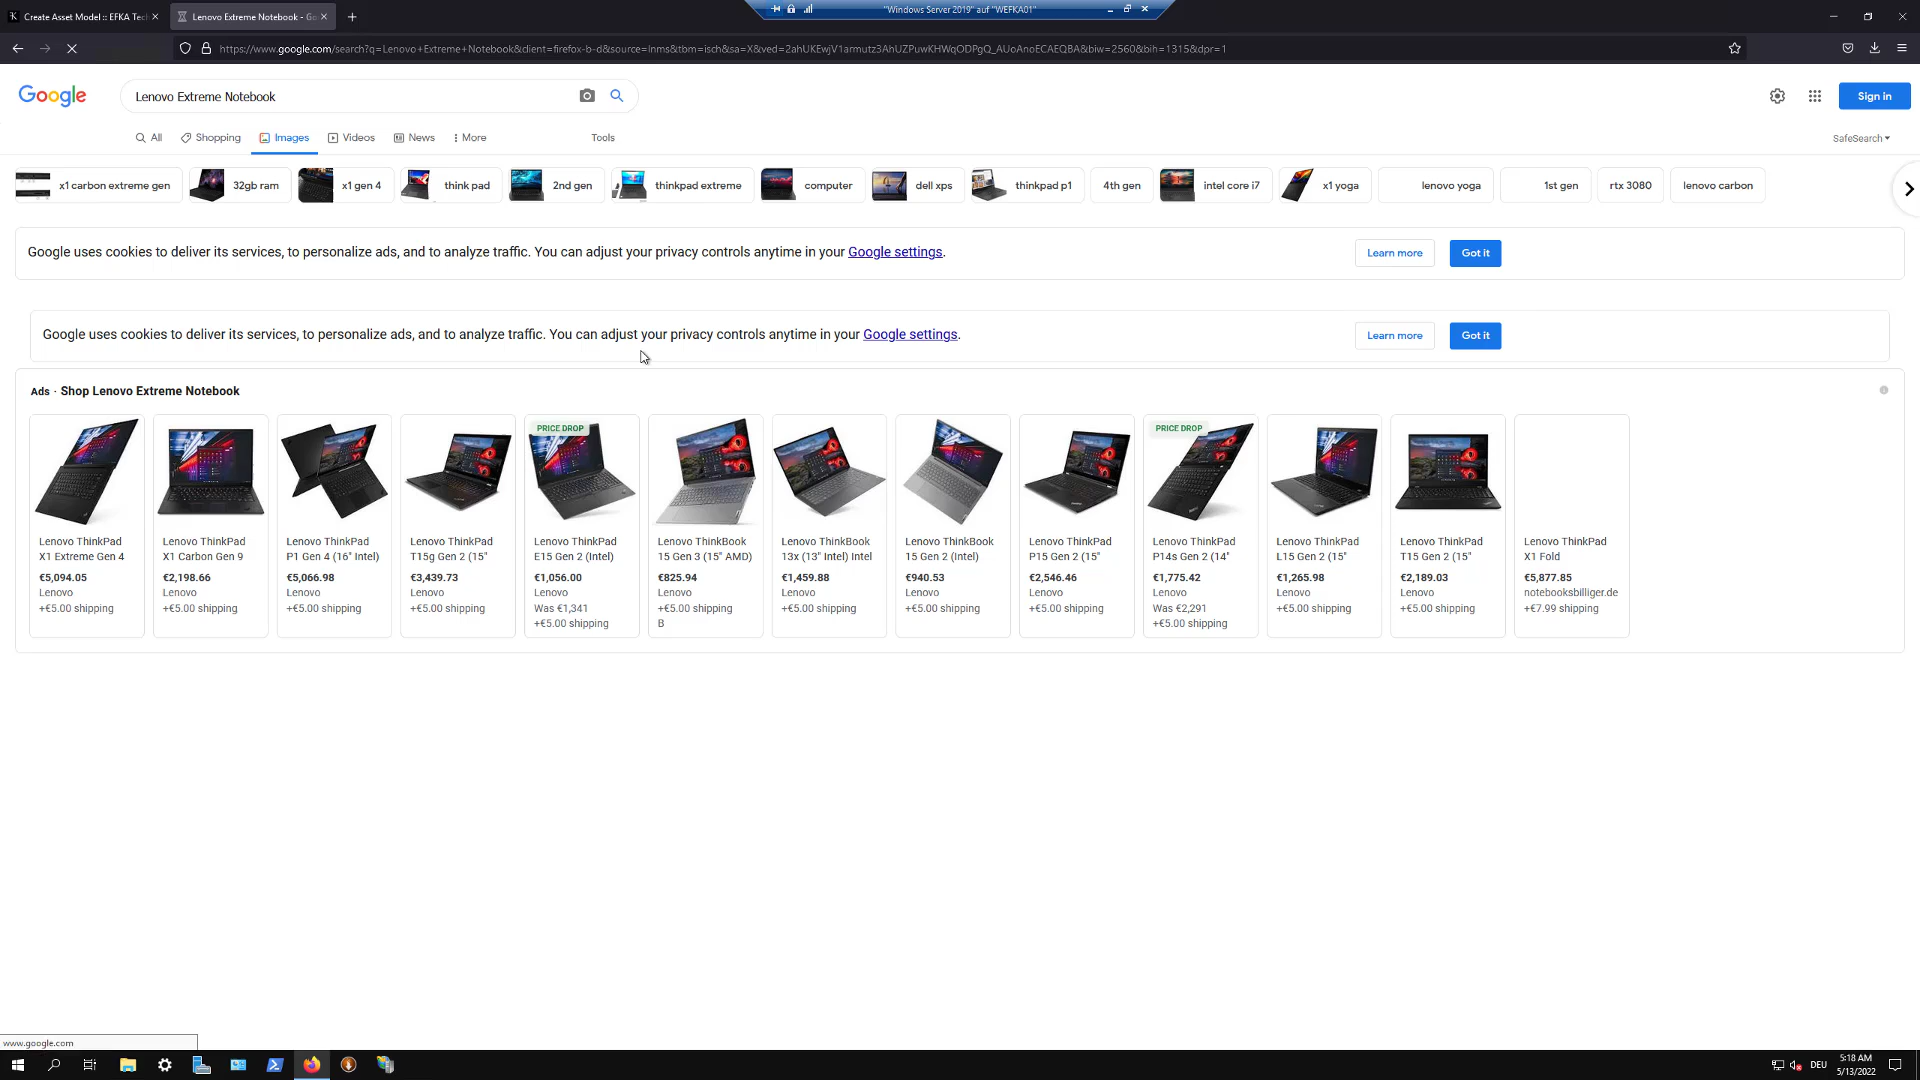 Create Asset Model :: EFKA Tec
Lenovo Extreme Notebook - Go
"Windows Server 2019" auf "WEFKA01"
https://www.google.com/search?q=Lenovo+Extreme+Notebook&client=firefox-b-d&source=lnms&tbm=isch&sa=X&ved=2ahUKEwjV1armutz3AhUZPuwKHWqODPgQ_AUoAnoECAEQBA&biw=2560&bih=1315&dpr=1
Google
Lenovo Extreme Notebook
Sign in
All Shopping Images Videos News More Tools
SafeSearch
x1 carbon extreme gen 32gb ram x1 gen 4 think pad 2nd gen thinkpad extreme computer dell xps thinkpad p1 4th gen intel core i7 x1 yoga lenovo yoga 1st gen rtx 3080 lenovo carbon
Google uses cookies to deliver its services, to personalize ads, and to analyze traffic. You can adjust your privacy controls anytime in your Google settings.
Learn more Got it
Google uses cookies to deliver its services, to personalize ads, and to analyze traffic. You can adjust your privacy controls anytime in your Google settings.
Learn more Got it
Ads · Shop Lenovo Extreme Notebook
Lenovo ThinkPad
X1 Extreme Gen 4
€5,094.05
Lenovo
+€5.00 shipping
Lenovo ThinkPad
X1 Carbon Gen 9
€2,198.66
Lenovo
+€5.00 shipping
Lenovo ThinkPad
P1 Gen 4 (16" Intel)
€5,066.98
Lenovo
+€5.00 shipping
Lenovo ThinkPad
T15g Gen 2 (15"
€3,439.73
Lenovo
+€5.00 shipping
PRICE DROP
Lenovo ThinkPad
E15 Gen 2 (Intel)
€1,056.00
Lenovo
Was €1,341
+€5.00 shipping
Lenovo ThinkBook
15 Gen 3 (15" AMD)
€825.94
Lenovo
+€5.00 shipping
B
Lenovo ThinkBook
13x (13" Intel) Intel
€1,459.88
Lenovo
+€5.00 shipping
Lenovo ThinkBook
15 Gen 2 (Intel)
€940.53
Lenovo
+€5.00 shipping
Lenovo ThinkPad
P15 Gen 2 (15"
€2,546.46
Lenovo
+€5.00 shipping
PRICE DROP
Lenovo ThinkPad
P14s Gen 2 (14"
€1,775.42
Lenovo
Was €2,291
+€5.00 shipping
Lenovo ThinkPad
L15 Gen 2 (15"
€1,265.98
Lenovo
+€5.00 shipping
Lenovo ThinkPad
T15 Gen 2 (15"
€2,189.03
Lenovo
+€5.00 shipping
Lenovo ThinkPad
X1 Fold
€5,877.85
notebooksbilliger.de
+€7.99 shipping
www.google.com
DEU
5:18 AM
5/13/2022